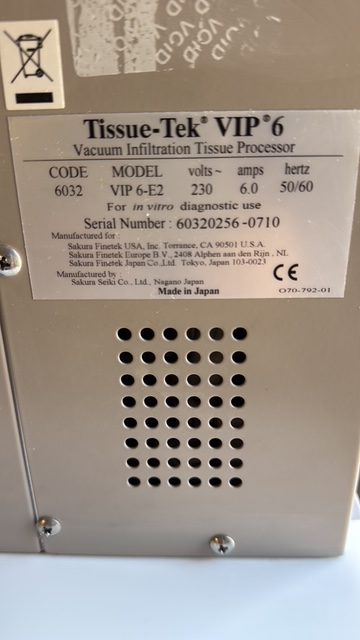 VOID VOID VOID
Tissue-Tek® VIP®6
Vacuum Infiltration Tissue Processor
CODE MODEL volts~ amps hertz
6032 VIP 6-E2 230 6.0 50/60
For in vitro diagnostic use
Serial Number : 60320256-0710
Manufactured for :
Sakura Finetek USA, Inc. Torrance, CA 90501 U.S.A.
Sakura Finetek Europe B.V., 2408 Alphen aan den Rijn , NL
Sakura Finetek Japan Co.,Ltd. Tokyo, Japan 103-0023
Manufactured by :
Sakura Seiki Co., Ltd., Nagano Japan
CE
Made in Japan
O70-792-01